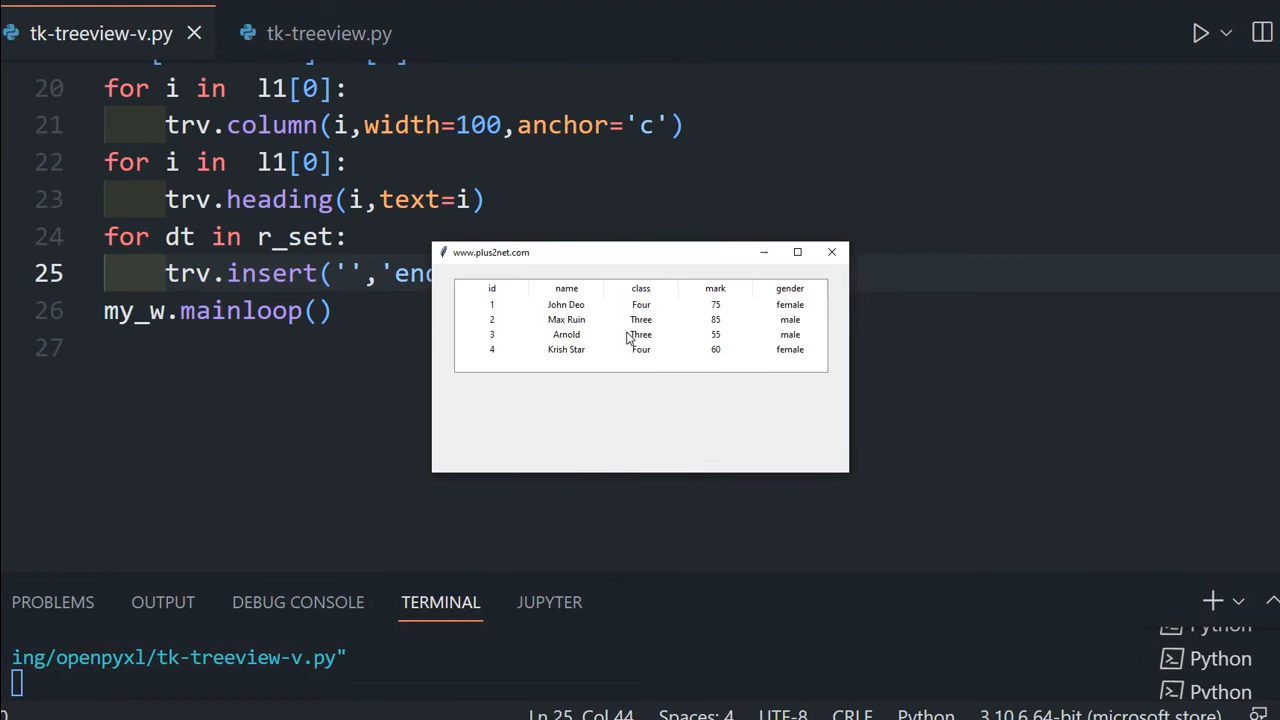 tk-treeview-v.py tk-treeview.py
20 for i in l1[0]:
21 trv.column(i,width=100,anchor='c')
22 for i in l1[0]:
23 trv.heading(i,text=i)
24 for dt in r_set:
25 trv.insert('','en
26 my_w.mainloop()
27
www.plus2net.com
id name class mark gender
1 John Deo Four 75 female
2 Max Ruin Three 85 male
3 Arnold Three 55 male
4 Krish Star Four 60 female
PROBLEMS OUTPUT DEBUG CONSOLE TERMINAL JUPYTER
ing/openpyxl/tk-treeview-v.py"
Python
Python
Python
Ln 25, Col 44 Spaces: 4 UTF-8 CRLF Python 3.10.6 64-bit (microsoft store)